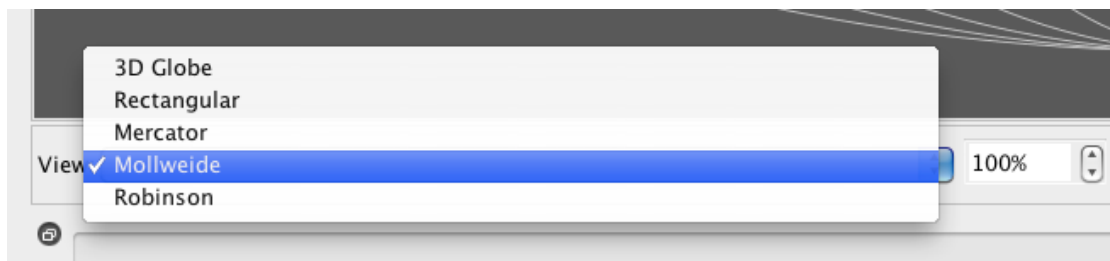 3D Globe
Rectangular
Mercator
View ✓ Mollweide 100%
Robinson